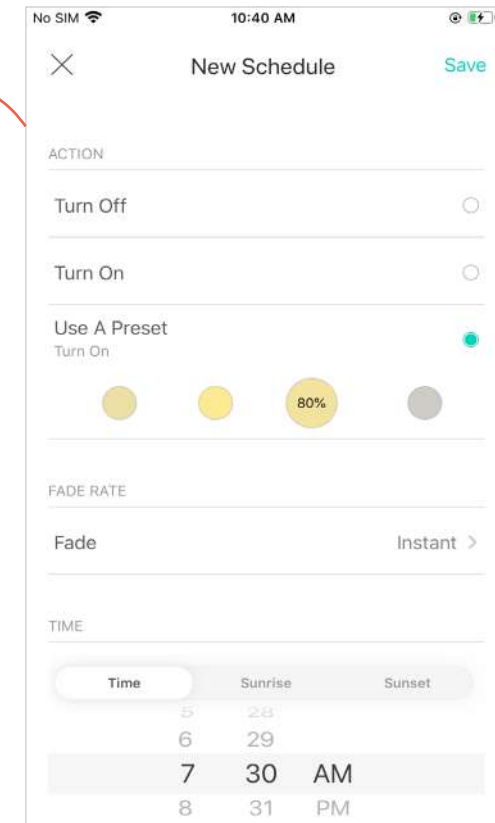 No SIM 10:40 AM
New Schedule Save
ACTION
Turn Off
Turn On
Use A Preset
Turn On
80%
FADE RATE
Fade Instant >
TIME
Time Sunrise Sunset
5 28
6 29
7 30 AM
8 31 PM